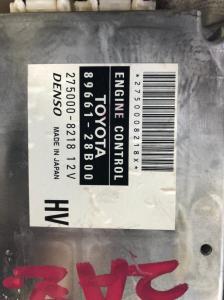 ENGINE CONTROL
TOYOTA
89661-28B00
275000-8218 12V
DENSO MADE IN JAPAN
*2750008218X*
HV